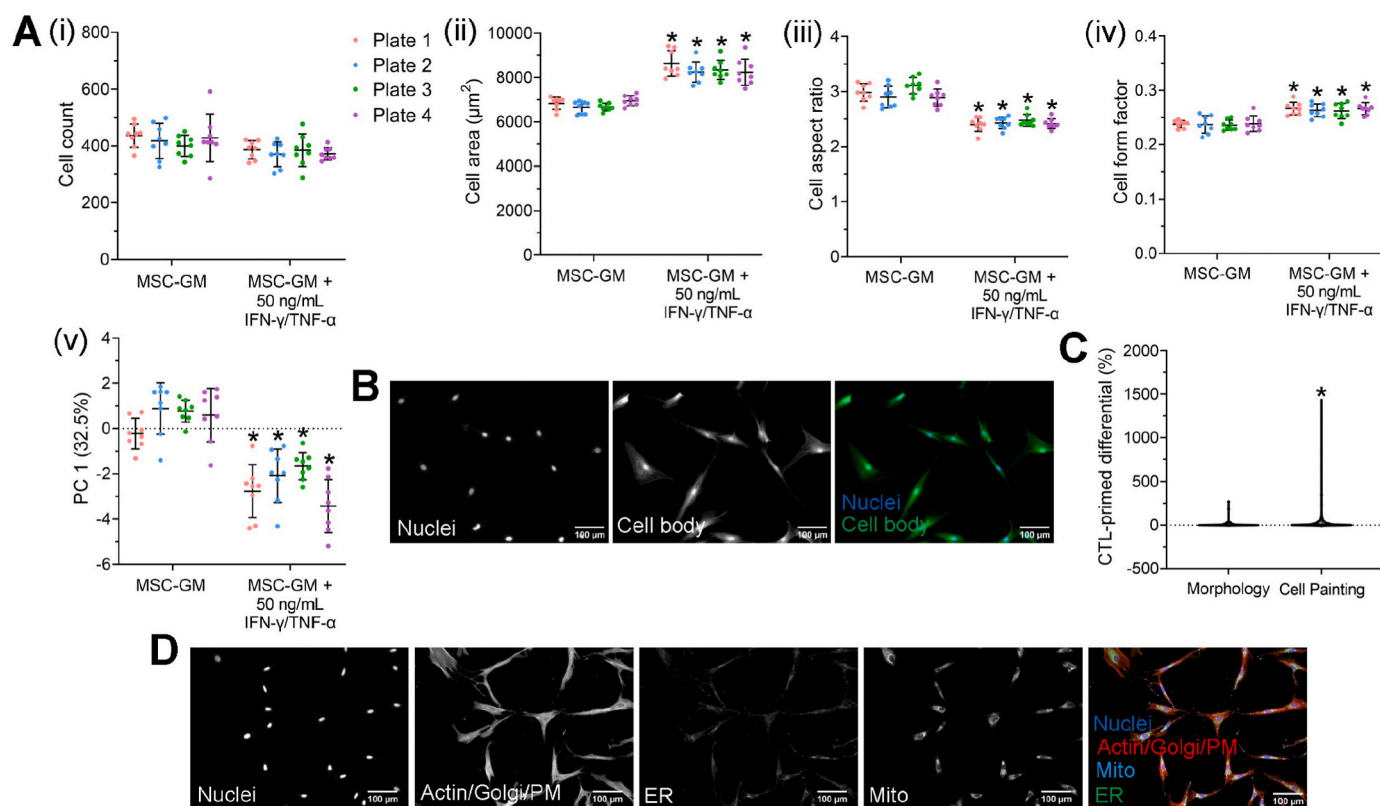 A
(i)
800
600
400
200
0
Cell count
MSC-GM
MSC-GM +
50 ng/mL
IFN-γ/TNF-α
Plate 1
Plate 2
Plate 3
Plate 4
(ii)
10000
8000
6000
4000
2000
0
Cell area (μm²)
* * * *
MSC-GM
MSC-GM +
50 ng/mL
IFN-γ/TNF-α
(iii)
4
3
2
1
0
Cell aspect ratio
* * * *
MSC-GM
MSC-GM +
50 ng/mL
IFN-γ/TNF-α
(iv)
0.4
0.3
0.2
0.1
0.0
Cell form factor
* * * *
MSC-GM
MSC-GM +
50 ng/mL
IFN-γ/TNF-α
(v)
4
2
0
-2
-4
-6
PC 1 (32.5%)
* * * *
MSC-GM
MSC-GM +
50 ng/mL
IFN-γ/TNF-α
B
Nuclei
100 μm
Cell body
100 μm
Nuclei
Cell body
100 μm
C
2000
1500
1000
500
0
-500
CTL-primed differential (%)
*
Morphology
Cell Painting
D
Nuclei
100 μm
Actin/Golgi/PM
100 μm
ER
100 μm
Mito
100 μm
Nuclei
Actin/Golgi/PM
Mito
ER
100 μm